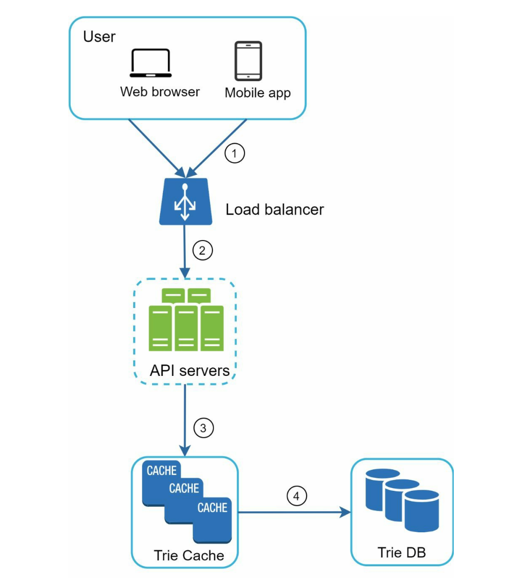 User
Web browser
Mobile app
1
Load balancer
2
API servers
3
CACHE
CACHE
CACHE
4
Trie Cache
Trie DB